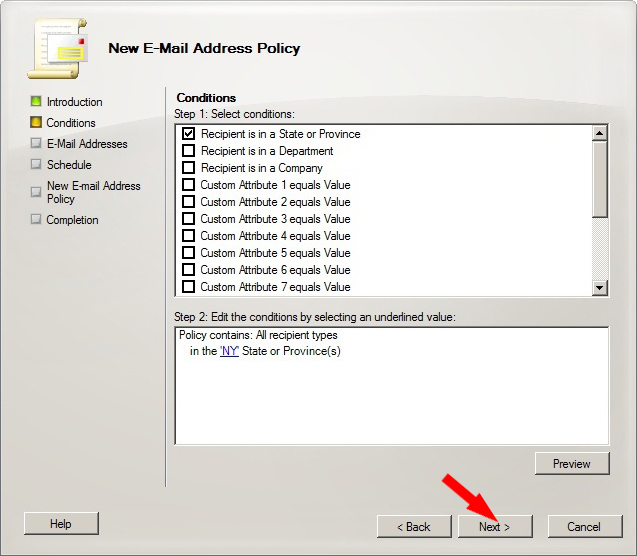 New E-Mail Address Policy
Introduction
Conditions
E-Mail Addresses
Schedule
New E-mail Address
Policy
Completion
Conditions
Step 1: Select conditions:
Recipient is in a State or Province
Recipient is in a Department
Recipient is in a Company
Custom Attribute 1 equals Value
Custom Attribute 2 equals Value
Custom Attribute 3 equals Value
Custom Attribute 4 equals Value
Custom Attribute 5 equals Value
Custom Attribute 6 equals Value
Custom Attribute 7 equals Value
Step 2: Edit the conditions by selecting an underlined value:
Policy contains: All recipient types
in the 'NY' State or Province(s)
Preview
Help
< Back
Next >
Cancel